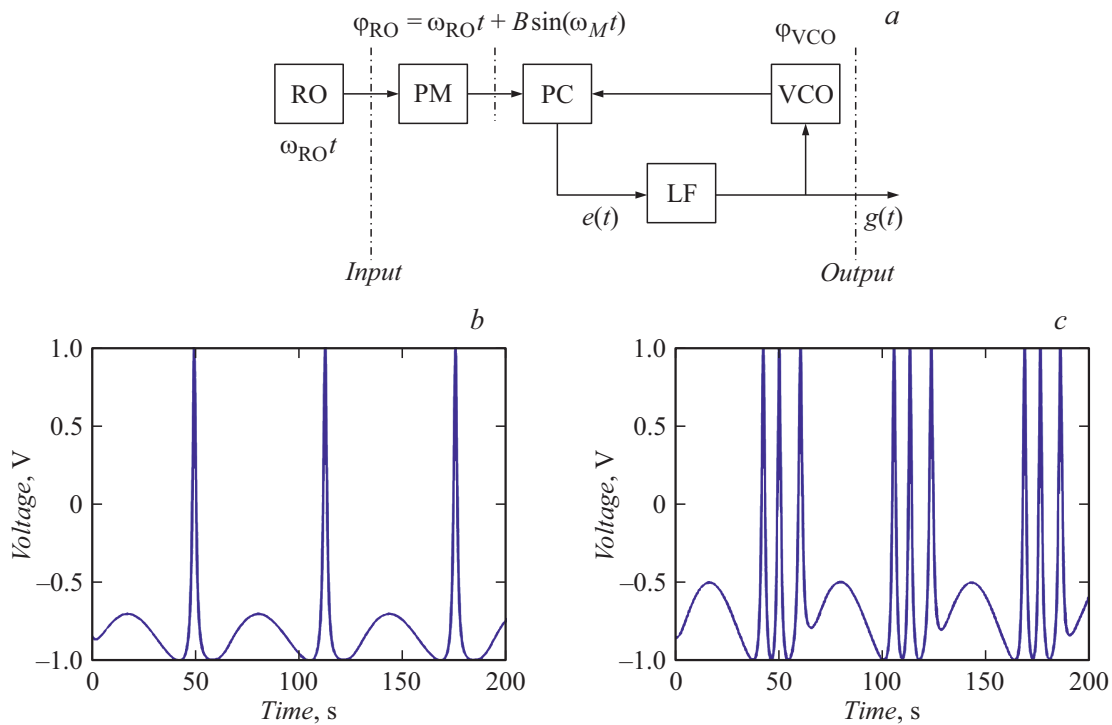 φRO = ωROt + B sin(ωMt)
a
φVCO
RO
PM
PC
VCO
ωROt
LF
e(t)
g(t)
Input
Output
b
1.0
0.5
0
−0.5
−1.0
Voltage, V
0
50
100
150
200
Time, s
c
1.0
0.5
0
−0.5
−1.0
Voltage, V
0
50
100
150
200
Time, s